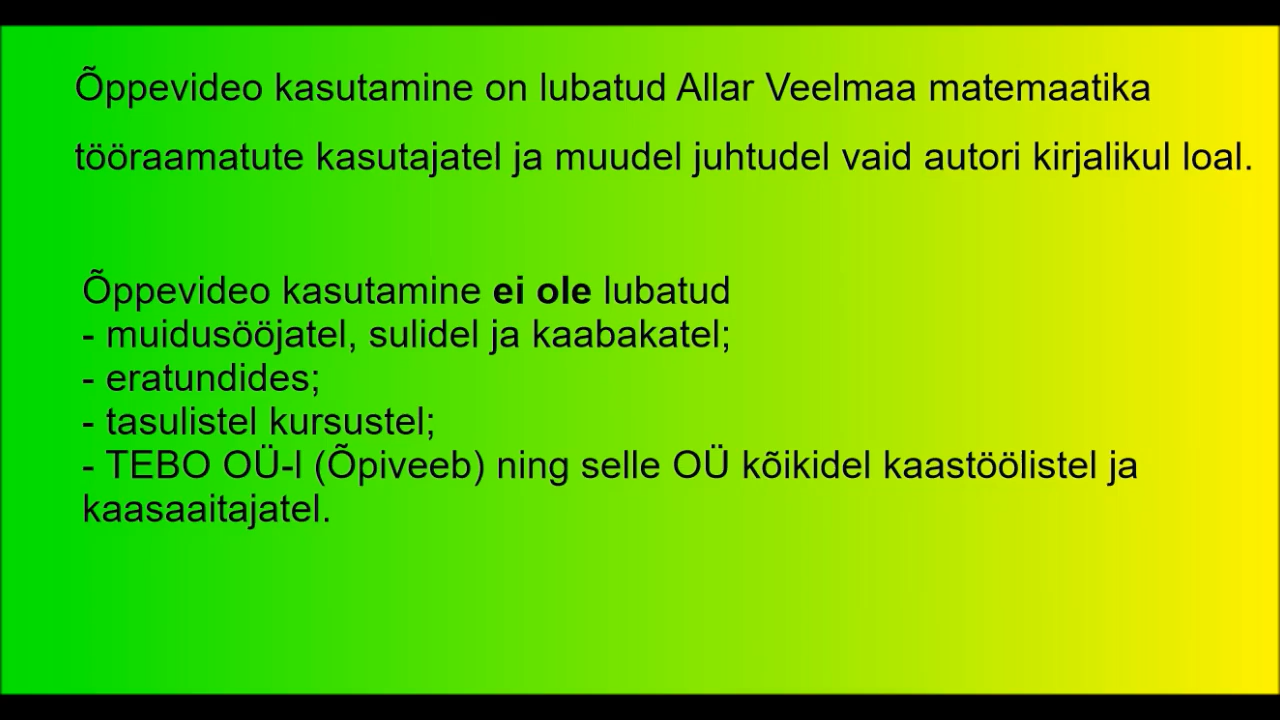 Õppevideo kasutamine on lubatud Allar Veelmaa matemaatika
tööraamatute kasutajatel ja muudel juhtudel vaid autori kirjalikul loal.
Õppevideo kasutamine ei ole lubatud
- muidusööjatel, sulidel ja kaabakatel;
- eratundides;
- tasulistel kursustel;
- TEBO OÜ-l (Õpiveeb) ning selle OÜ kõikidel kaastöölistel ja
kaasaaitajatel.